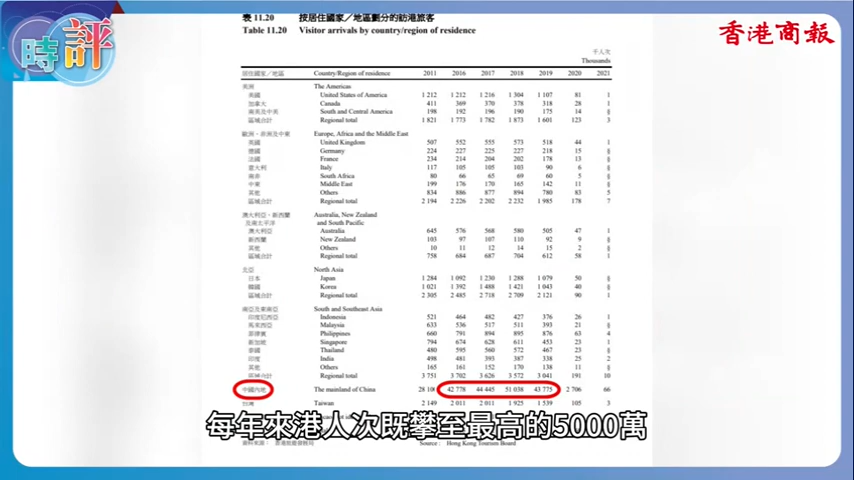 時評
香港商報
表 11.20 按居住國家／地區劃分的訪港旅客
Table 11.20 Visitor arrivals by country/region of residence
千人次
Thousands
居住國家／地區 Country/Region of residence 2011 2016 2017 2018 2019 2020 2021
美洲 The Americas
美國 United States of America 1 212 1 212 1 216 1 304 1 107 81 1
加拿大 Canada 411 369 370 378 318 28 1
南美及中美 South and Central America 198 192 196 190 175 14 §
區域合計 Regional total 1 821 1 773 1 782 1 873 1 601 123 3
歐洲、非洲及中東 Europe, Africa and the Middle East
英國 United Kingdom 507 552 555 573 518 44 1
德國 Germany 224 227 225 227 218 15 §
法國 France 234 214 204 202 178 13 §
意大利 Italy 117 105 105 103 90 6 §
南非 South Africa 80 66 65 69 60 5 §
中東 Middle East 199 176 170 165 142 11 §
其他 Others 834 886 877 894 780 83 5
區域合計 Regional total 2 194 2 226 2 202 2 232 1 985 178 7
澳大利亞、新西蘭 Australia, New Zealand
及南太平洋 and South Pacific
澳大利亞 Australia 645 576 568 580 505 47 1
新西蘭 New Zealand 103 97 107 110 92 9 §
其他 Others 10 11 12 14 15 2 §
區域合計 Regional total 758 684 687 704 612 58 1
北亞 North Asia
日本 Japan 1 284 1 092 1 230 1 288 1 079 50 §
韓國 Korea 1 021 1 392 1 488 1 421 1 043 40 §
區域合計 Regional total 2 305 2 485 2 718 2 709 2 121 90 1
南亞及東南亞 South and Southeast Asia
印度尼西亞 Indonesia 521 464 482 427 376 26 1
馬來西亞 Malaysia 633 536 517 511 393 21 §
菲律賓 Philippines 660 791 894 895 876 63 4
新加坡 Singapore 794 674 628 611 453 23 1
泰國 Thailand 480 595 560 572 467 23 §
印度 India 498 481 393 387 338 25 2
其他 Others 165 161 152 170 138 11 §
區域合計 Regional total 3 751 3 702 3 626 3 572 3 041 191 10
中國內地 The mainland of China 28 100 42 778 44 445 51 038 43 775 2 706 66
台灣 Taiwan 2 149 2 011 2 011 1 925 1 539 105 3
每年來港人次既攀至最高的5000萬
Source : Hong Kong Tourism Board